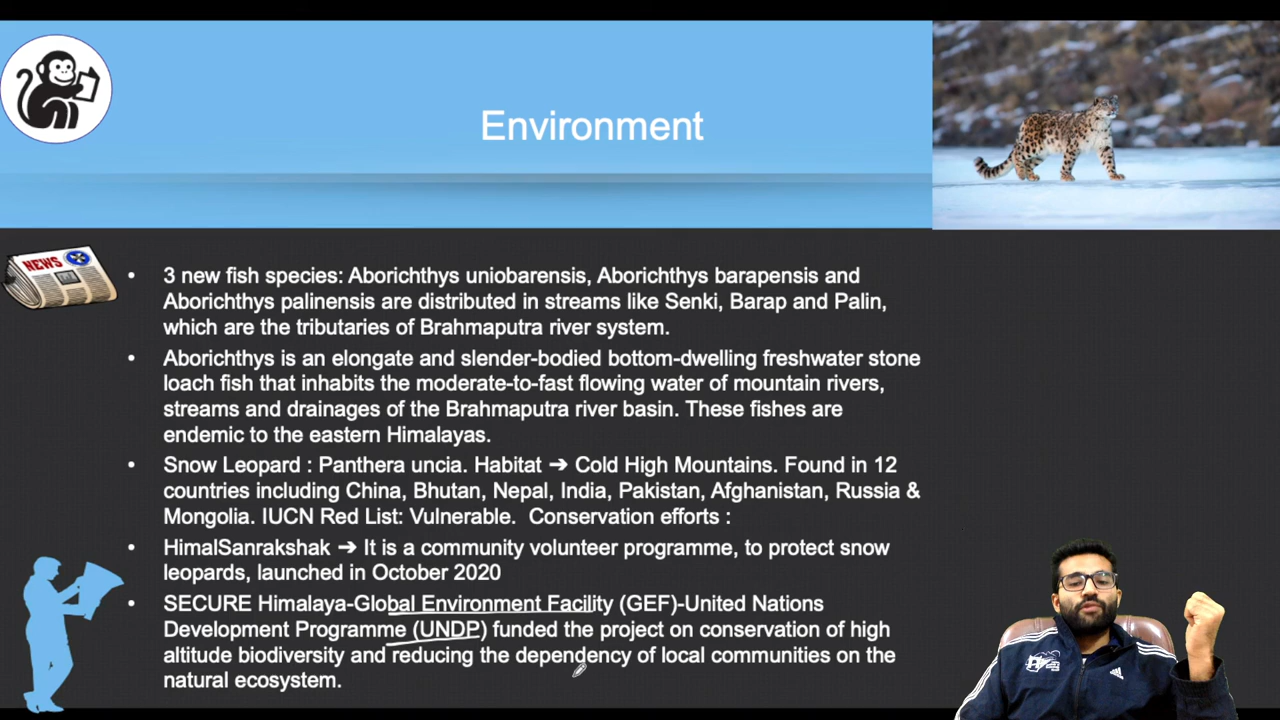 Environment
NEWS
• 3 new fish species: Aborichthys uniobarensis, Aborichthys barapensis and
Aborichthys palinensis are distributed in streams like Senki, Barap and Palin,
which are the tributaries of Brahmaputra river system.
• Aborichthys is an elongate and slender-bodied bottom-dwelling freshwater stone
loach fish that inhabits the moderate-to-fast flowing water of mountain rivers,
streams and drainages of the Brahmaputra river basin. These fishes are
endemic to the eastern Himalayas.
• Snow Leopard : Panthera uncia. Habitat ➔ Cold High Mountains. Found in 12
countries including China, Bhutan, Nepal, India, Pakistan, Afghanistan, Russia &
Mongolia. IUCN Red List: Vulnerable. Conservation efforts :
• HimalSanrakshak ➔ It is a community volunteer programme, to protect snow
leopards, launched in October 2020
• SECURE Himalaya-Global Environment Facility (GEF)-United Nations
Development Programme (UNDP) funded the project on conservation of high
altitude biodiversity and reducing the dependency of local communities on the
natural ecosystem.